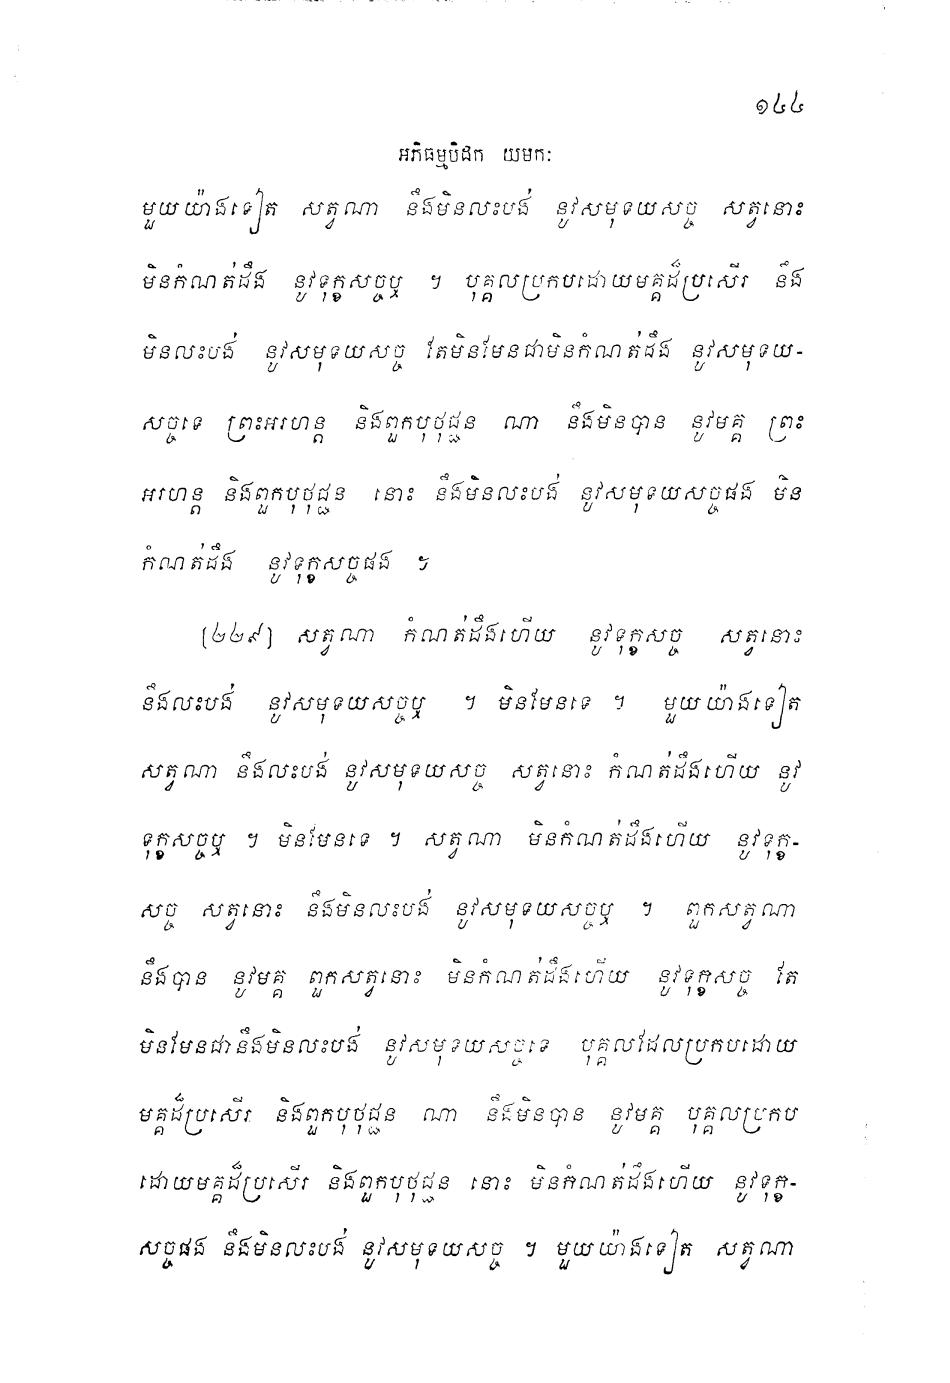 ១៤៤
អភិធម្មបិដក យមកៈ
មួយយ៉ាងទៀត សត្វណា នឹងមិនលះបង់ នូវសមុទយសច្ច សត្វនោះ
មិនកំណត់ដឹង នូវទុក្ខសច្ចឬ ។ បុគ្គលប្រកបដោយមគ្គដ៏ប្រសើរ នឹង
មិនលះបង់ នូវសមុទយសច្ច តែមិនមែនជាមិនកំណត់ដឹង នូវសមុទយ-
សច្ចទេ ព្រះអរហន្ត និងពួកបុថុជ្ជន ណា នឹងមិនបាន នូវមគ្គ ព្រះ
អរហន្ត និងពួកបុថុជ្ជន នោះ នឹងមិនលះបង់ នូវសមុទយសច្ចផង មិន
កំណត់ដឹង នូវទុក្ខសច្ចផង ។
[២២៩] សត្វណា កំណត់ដឹងហើយ នូវទុក្ខសច្ច សត្វនោះ
នឹងលះបង់ នូវសមុទយសច្ចឬ ។ មិនមែនទេ ។ មួយយ៉ាងទៀត
សត្វណា នឹងលះបង់ នូវសមុទយសច្ច សត្វនោះ កំណត់ដឹងហើយ នូវ
ទុក្ខសច្ចឬ ។ មិនមែនទេ ។ សត្វណា មិនកំណត់ដឹងហើយ នូវទុក្ខ-
សច្ច សត្វនោះ នឹងមិនលះបង់ នូវសមុទយសច្ចឬ ។ ពួកសត្វណា
នឹងបាន នូវមគ្គ ពួកសត្វនោះ មិនកំណត់ដឹងហើយ នូវទុក្ខសច្ច តែ
មិនមែនជានឹងមិនលះបង់ នូវសមុទយសច្ចទេ បុគ្គលដែលប្រកបដោយ
មគ្គដ៏ប្រសើរ និងពួកបុថុជ្ជន ណា នឹងមិនបាន នូវមគ្គ បុគ្គលប្រកប
ដោយមគ្គដ៏ប្រសើរ និងពួកបុថុជ្ជន នោះ មិនកំណត់ដឹងហើយ នូវទុក្ខ-
សច្ចផង នឹងមិនលះបង់ នូវសមុទយសច្ច ។ មួយយ៉ាងទៀត សត្វណា